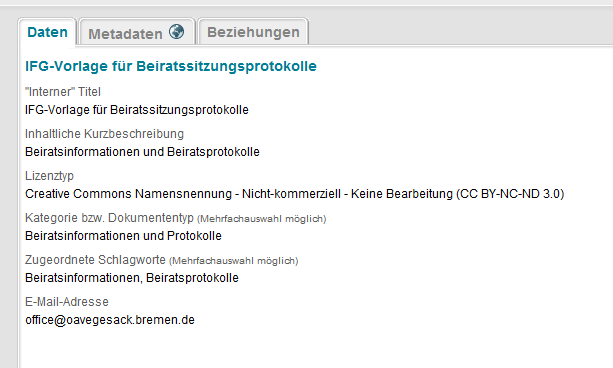 Daten Metadaten Beziehungen
IFG-Vorlage für Beiratssitzungsprotokolle
"Interner" Titel
IFG-Vorlage für Beiratssitzungsprotokolle
Inhaltliche Kurzbeschreibung
Beiratsinformationen und Beiratsprotokolle
Lizenztyp
Creative Commons Namensnennung - Nicht-kommerziell - Keine Bearbeitung (CC BY-NC-ND 3.0)
Kategorie bzw. Dokumententyp (Mehrfachauswahl möglich)
Beiratsinformationen und Protokolle
Zugeordnete Schlagworte (Mehrfachauswahl möglich)
Beiratsinformationen, Beiratsprotokolle
E-Mail-Adresse
office@oavegesack.bremen.de